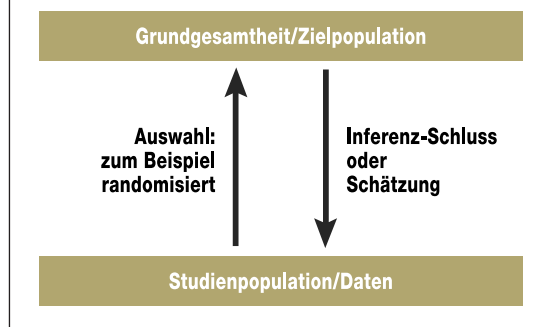 Grundgesamtheit/Zielpopulation
Auswahl:
zum Beispiel
randomisiert
Inferenz-Schluss
oder
Schätzung
Studienpopulation/Daten